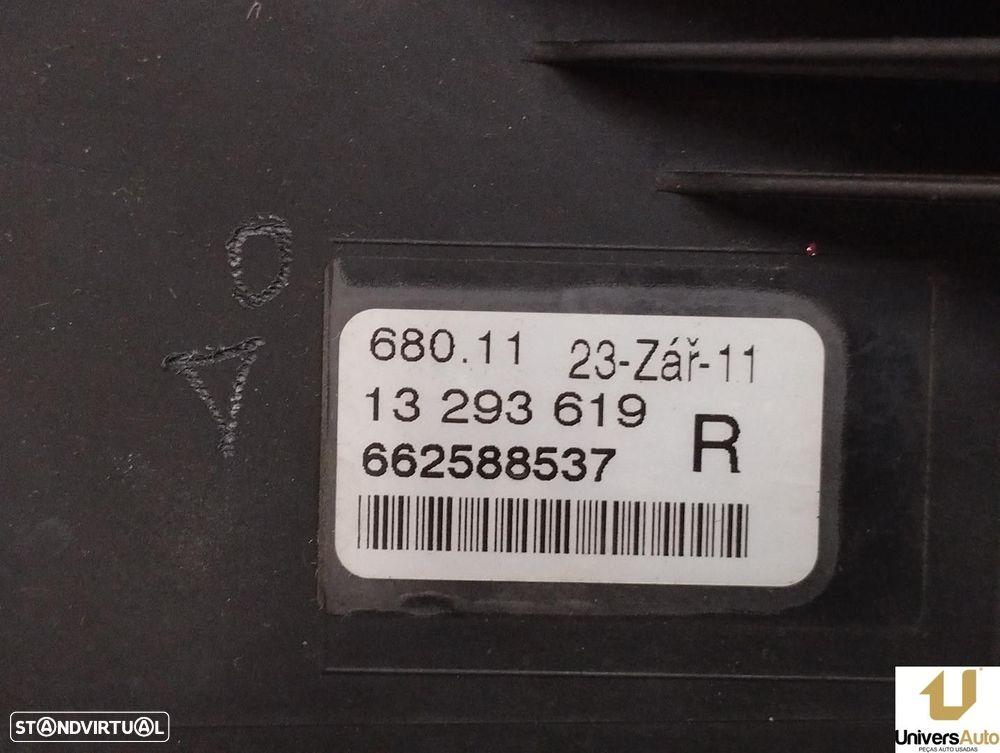 680.11 23-Zář-11
13 293 619 R
662588537
STANDVIRTUAL
UniversAuto
PEÇAS AUTO USADAS